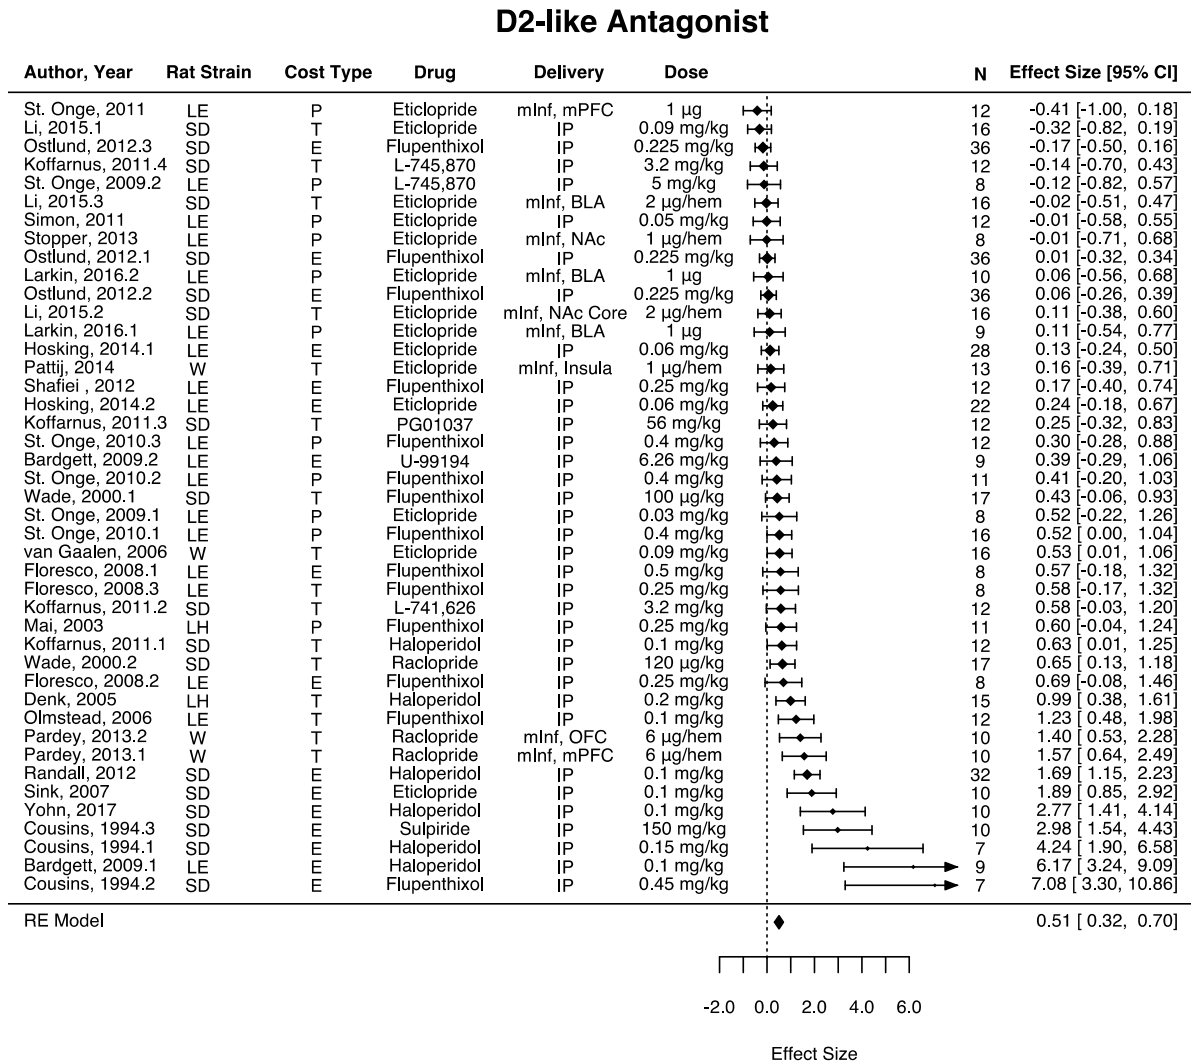 D2-like Antagonist
Author, Year Rat Strain Cost Type Drug Delivery Dose N Effect Size [95% CI]
St. Onge, 2011 LE P Eticlopride mInf, mPFC 1 µg 12 -0.41 [-1.00, 0.18]
Li, 2015.1 SD T Eticlopride IP 0.09 mg/kg 16 -0.32 [-0.82, 0.19]
Ostlund, 2012.3 SD E Flupenthixol IP 0.225 mg/kg 36 -0.17 [-0.50, 0.16]
Koffarnus, 2011.4 SD T L-745,870 IP 3.2 mg/kg 12 -0.14 [-0.70, 0.43]
St. Onge, 2009.2 LE P L-745,870 IP 5 mg/kg 8 -0.12 [-0.82, 0.57]
Li, 2015.3 SD T Eticlopride mInf, BLA 2 µg/hem 16 -0.02 [-0.51, 0.47]
Simon, 2011 LE P Eticlopride IP 0.05 mg/kg 12 -0.01 [-0.58, 0.55]
Stopper, 2013 LE P Eticlopride mInf, NAc 1 µg/hem 8 -0.01 [-0.71, 0.68]
Ostlund, 2012.1 SD E Flupenthixol IP 0.225 mg/kg 36 0.01 [-0.32, 0.34]
Larkin, 2016.2 LE P Eticlopride mInf, BLA 1 µg 10 0.06 [-0.56, 0.68]
Ostlund, 2012.2 SD E Flupenthixol IP 0.225 mg/kg 36 0.06 [-0.26, 0.39]
Li, 2015.2 SD T Eticlopride mInf, NAc Core 2 µg/hem 16 0.11 [-0.38, 0.60]
Larkin, 2016.1 LE P Eticlopride mInf, BLA 1 µg 9 0.11 [-0.54, 0.77]
Hosking, 2014.1 LE E Eticlopride IP 0.06 mg/kg 28 0.13 [-0.24, 0.50]
Pattij, 2014 W T Eticlopride mInf, Insula 1 µg/hem 13 0.16 [-0.39, 0.71]
Shafiei , 2012 LE E Flupenthixol IP 0.25 mg/kg 12 0.17 [-0.40, 0.74]
Hosking, 2014.2 LE E Eticlopride IP 0.06 mg/kg 22 0.24 [-0.18, 0.67]
Koffarnus, 2011.3 SD T PG01037 IP 56 mg/kg 12 0.25 [-0.32, 0.83]
St. Onge, 2010.3 LE P Flupenthixol IP 0.4 mg/kg 12 0.30 [-0.28, 0.88]
Bardgett, 2009.2 LE E U-99194 IP 6.26 mg/kg 9 0.39 [-0.29, 1.06]
St. Onge, 2010.2 LE P Flupenthixol IP 0.4 mg/kg 11 0.41 [-0.20, 1.03]
Wade, 2000.1 SD T Flupenthixol IP 100 µg/kg 17 0.43 [-0.06, 0.93]
St. Onge, 2009.1 LE P Eticlopride IP 0.03 mg/kg 8 0.52 [-0.22, 1.26]
St. Onge, 2010.1 LE P Flupenthixol IP 0.4 mg/kg 16 0.52 [ 0.00, 1.04]
van Gaalen, 2006 W T Eticlopride IP 0.09 mg/kg 16 0.53 [ 0.01, 1.06]
Floresco, 2008.1 LE E Flupenthixol IP 0.5 mg/kg 8 0.57 [-0.18, 1.32]
Floresco, 2008.3 LE T Flupenthixol IP 0.25 mg/kg 8 0.58 [-0.17, 1.32]
Koffarnus, 2011.2 SD T L-741,626 IP 3.2 mg/kg 12 0.58 [-0.03, 1.20]
Mai, 2003 LH P Flupenthixol IP 0.25 mg/kg 11 0.60 [-0.04, 1.24]
Koffarnus, 2011.1 SD T Haloperidol IP 0.1 mg/kg 12 0.63 [ 0.01, 1.25]
Wade, 2000.2 SD T Raclopride IP 120 µg/kg 17 0.65 [ 0.13, 1.18]
Floresco, 2008.2 LE E Flupenthixol IP 0.25 mg/kg 8 0.69 [-0.08, 1.46]
Denk, 2005 LH T Haloperidol IP 0.2 mg/kg 15 0.99 [ 0.38, 1.61]
Olmstead, 2006 LE T Flupenthixol IP 0.1 mg/kg 12 1.23 [ 0.48, 1.98]
Pardey, 2013.2 W T Raclopride mInf, OFC 6 µg/hem 10 1.40 [ 0.53, 2.28]
Pardey, 2013.1 W T Raclopride mInf, mPFC 6 µg/hem 10 1.57 [ 0.64, 2.49]
Randall, 2012 SD E Haloperidol IP 0.1 mg/kg 32 1.69 [ 1.15, 2.23]
Sink, 2007 SD E Eticlopride IP 0.1 mg/kg 10 1.89 [ 0.85, 2.92]
Yohn, 2017 SD E Haloperidol IP 0.1 mg/kg 10 2.77 [ 1.41, 4.14]
Cousins, 1994.3 SD E Sulpiride IP 150 mg/kg 10 2.98 [ 1.54, 4.43]
Cousins, 1994.1 SD E Haloperidol IP 0.15 mg/kg 7 4.24 [ 1.90, 6.58]
Bardgett, 2009.1 LE E Haloperidol IP 0.1 mg/kg 9 6.17 [ 3.24, 9.09]
Cousins, 1994.2 SD E Flupenthixol IP 0.45 mg/kg 7 7.08 [ 3.30, 10.86]
RE Model 0.51 [ 0.32, 0.70]
-2.0 0.0 2.0 4.0 6.0
Effect Size